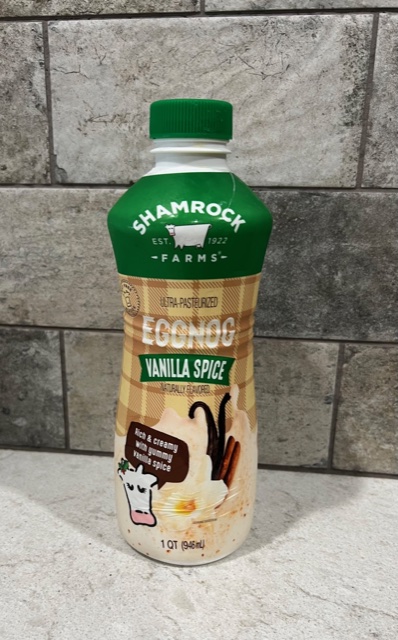 SHAMROCK
EST. 1922
FARMS
ULTRA-PASTEURIZED
EGGNOG
VANILLA SPICE
NATURALLY FLAVORED
Rich & creamy
with yummy
vanilla spice
1 QT (946mL)